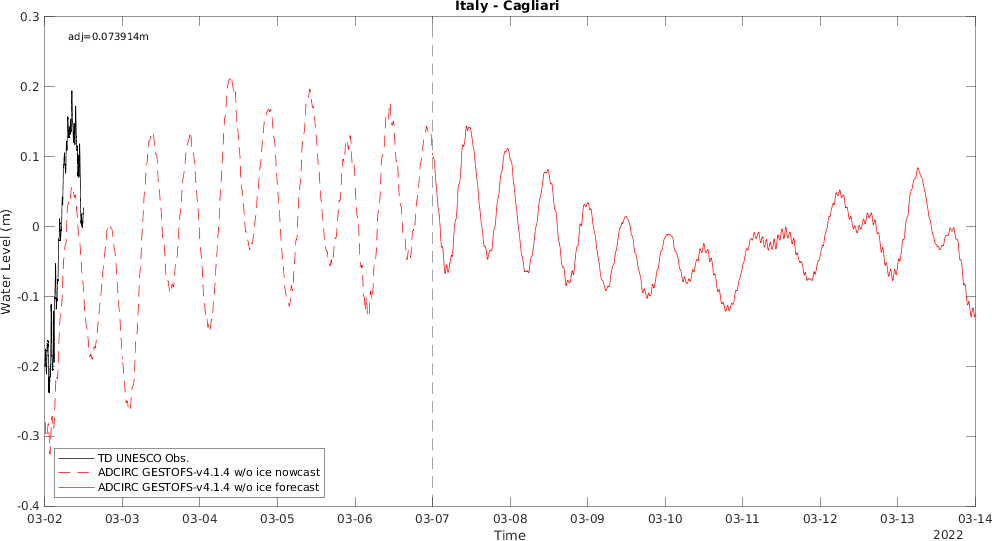 Italy - Cagliari
adj=0.073914m
0.3
0.2
0.1
0
-0.1
-0.2
-0.3
-0.4
Water Level (m)
TD UNESCO Obs.
ADCIRC GESTOFS-v4.1.4 w/o ice nowcast
ADCIRC GESTOFS-v4.1.4 w/o ice forecast
03-02 03-03 03-04 03-05 03-06 03-07 03-08 03-09 03-10 03-11 03-12 03-13 03-14
Time
2022